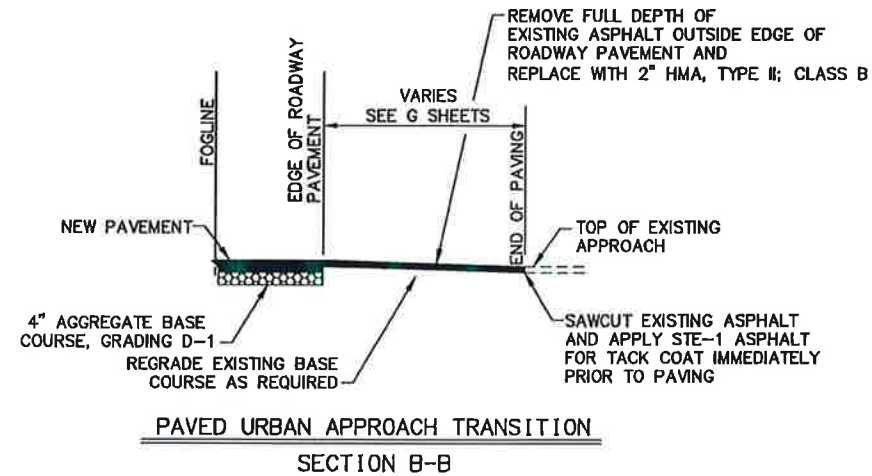 REMOVE FULL DEPTH OF
EXISTING ASPHALT OUTSIDE EDGE OF
ROADWAY PAVEMENT AND
REPLACE WITH 2" HMA, TYPE II; CLASS B
VARIES
SEE G SHEETS
FOGLINE
EDGE OF ROADWAY
PAVEMENT
END OF PAVING
NEW PAVEMENT
TOP OF EXISTING
APPROACH
4" AGGREGATE BASE
COURSE, GRADING D-1
REGRADE EXISTING BASE
COURSE AS REQUIRED
SAWCUT EXISTING ASPHALT
AND APPLY STE-1 ASPHALT
FOR TACK COAT IMMEDIATELY
PRIOR TO PAVING
PAVED URBAN APPROACH TRANSITION
SECTION B-B